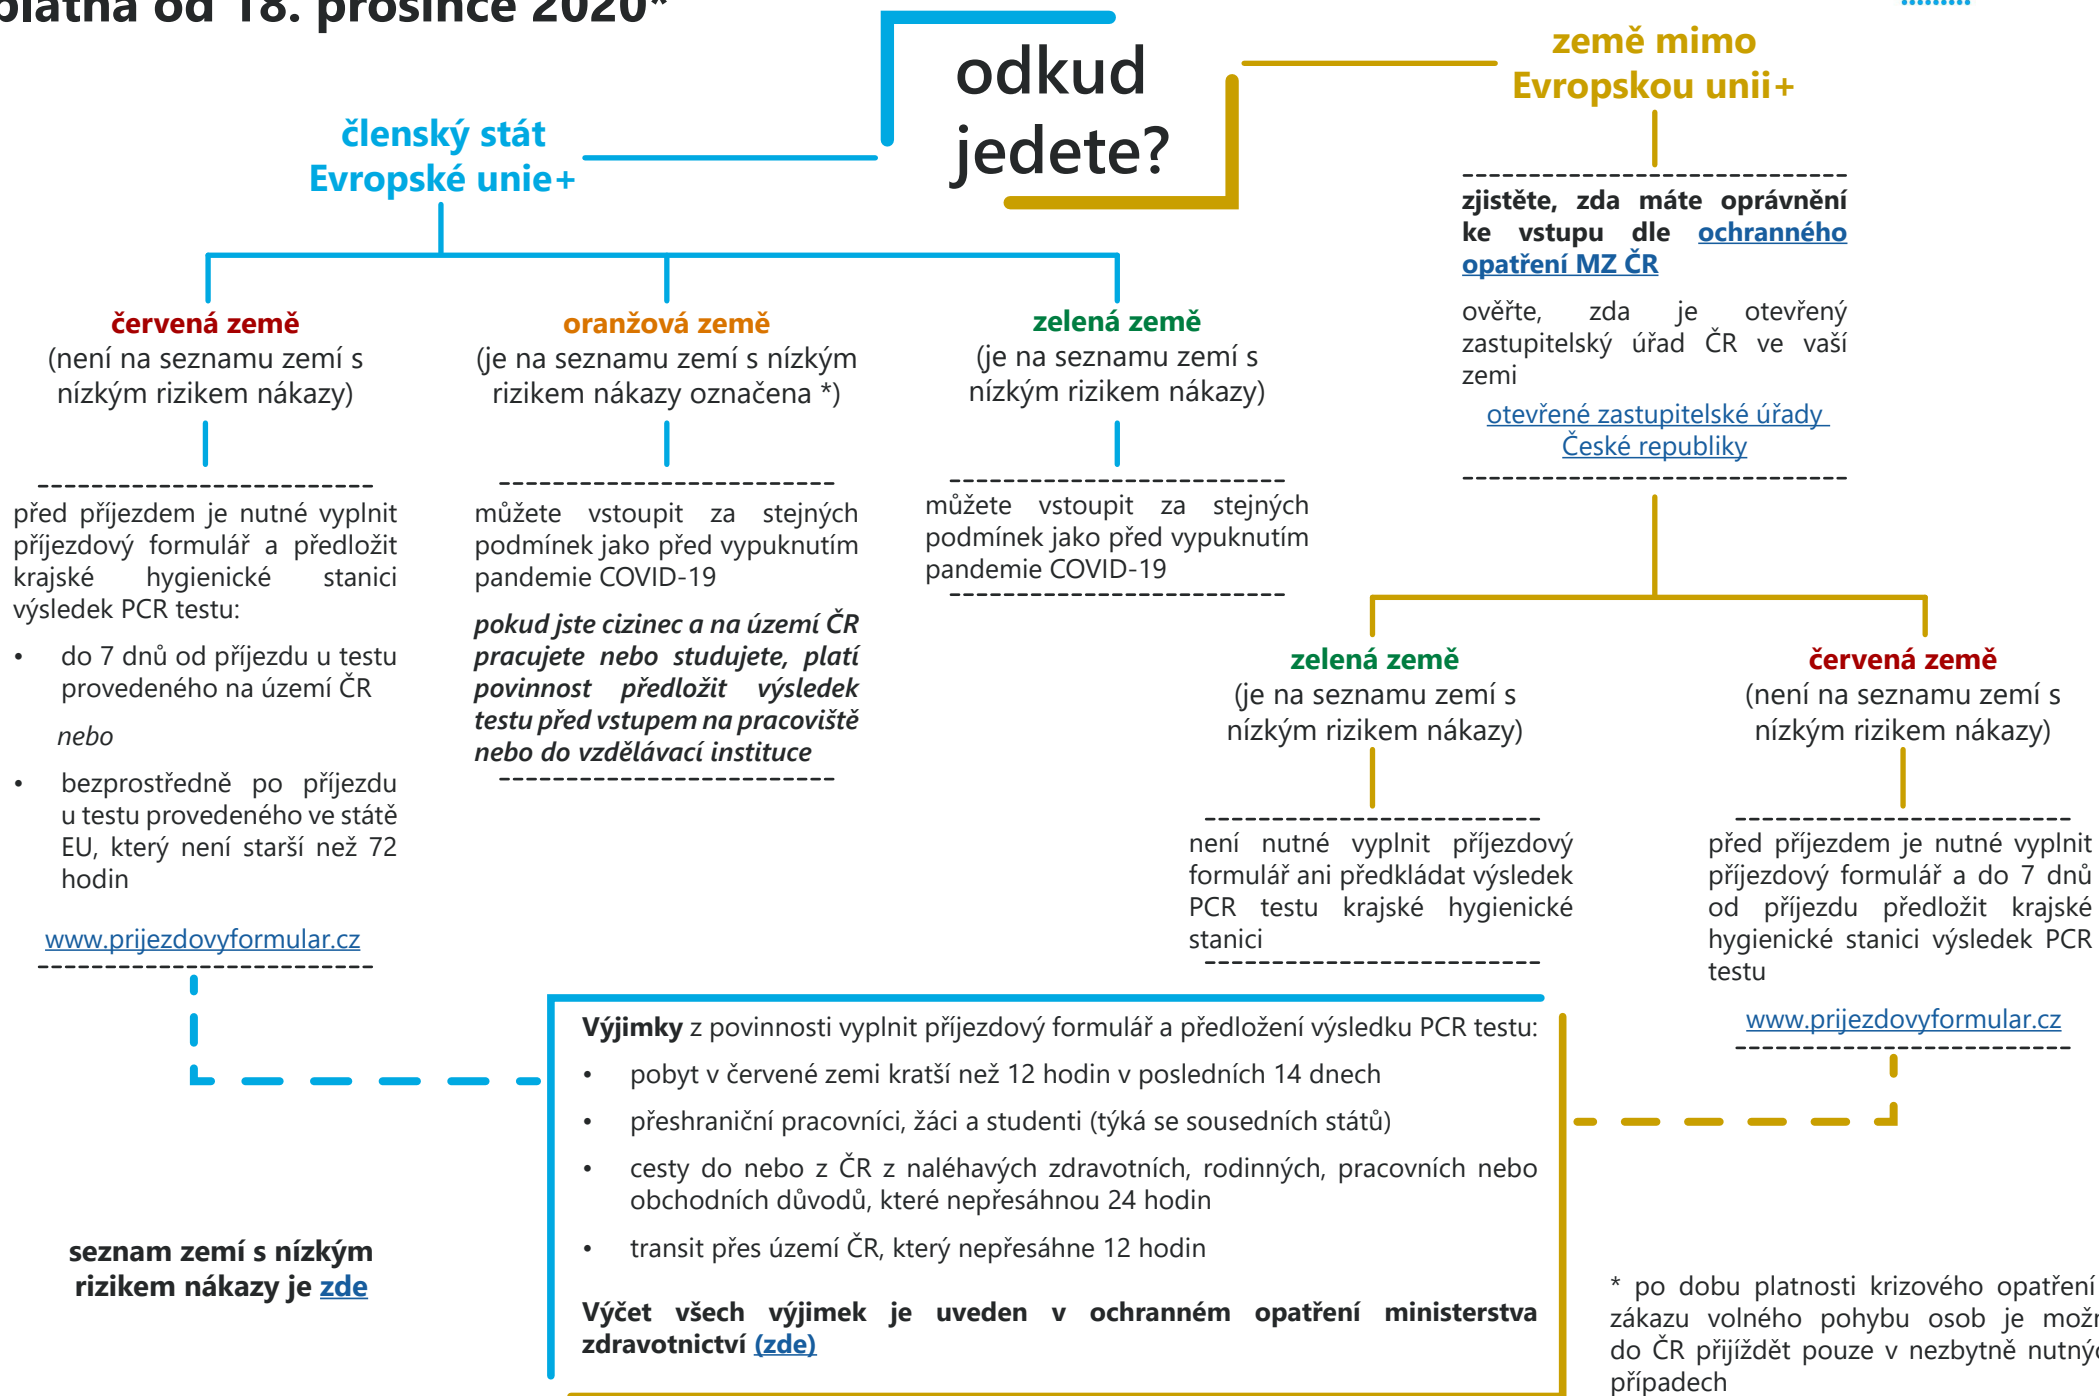 platná od 18. prosince 2020*
odkud
jedete?
členský stát
Evropské unie+
červená země
(není na seznamu zemí s
nízkým rizikem nákazy)
před příjezdem je nutné vyplnit
příjezdový formulář a předložit
krajské hygienické stanici
výsledek PCR testu:
• do 7 dnů od příjezdu u testu
provedeného na území ČR
nebo
• bezprostředně po příjezdu
u testu provedeného ve státě
EU, který není starší než 72
hodin
www.prijezdovyformular.cz
oranžová země
(je na seznamu zemí s nízkým
rizikem nákazy označena *)
můžete vstoupit za stejných
podmínek jako před vypuknutím
pandemie COVID-19
pokud jste cizinec a na území ČR
pracujete nebo studujete, platí
povinnost předložit výsledek
testu před vstupem na pracoviště
nebo do vzdělávací instituce
zelená země
(je na seznamu zemí s
nízkým rizikem nákazy)
můžete vstoupit za stejných
podmínek jako před vypuknutím
pandemie COVID-19
země mimo
Evropskou unii+
zjistěte, zda máte oprávnění
ke vstupu dle ochranného
opatření MZ ČR
ověřte, zda je otevřený
zastupitelský úřad ČR ve vaší
zemi
otevřené zastupitelské úřady
České republiky
zelená země
(je na seznamu zemí s
nízkým rizikem nákazy)
není nutné vyplnit příjezdový
formulář ani předkládat výsledek
PCR testu krajské hygienické
stanici
červená země
(není na seznamu zemí s
nízkým rizikem nákazy)
před příjezdem je nutné vyplnit
příjezdový formulář a do 7 dnů
od příjezdu předložit krajské
hygienické stanici výsledek PCR
testu
www.prijezdovyformular.cz
Výjimky z povinnosti vyplnit příjezdový formulář a předložení výsledku PCR testu:
• pobyt v červené zemi kratší než 12 hodin v posledních 14 dnech
• přeshraniční pracovníci, žáci a studenti (týká se sousedních států)
• cesty do nebo z ČR z naléhavých zdravotních, rodinných, pracovních nebo
obchodních důvodů, které nepřesáhnou 24 hodin
• transit přes území ČR, který nepřesáhne 12 hodin
Výčet všech výjimek je uveden v ochranném opatření ministerstva
zdravotnictví (zde)
seznam zemí s nízkým
rizikem nákazy je zde
* po dobu platnosti krizového opatření
zákazu volného pohybu osob je
do ČR přijíždět pouze v nezbytně
případech